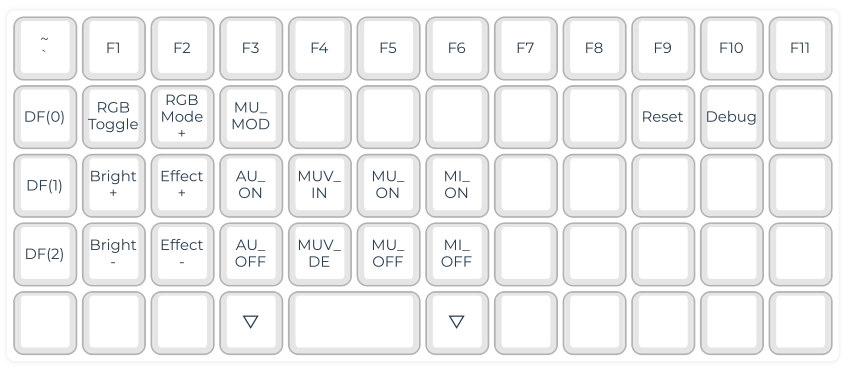 ~
`
F1
F2
F3
F4
F5
F6
F7
F8
F9
F10
F11
DF(0)
RGB
Toggle
RGB
Mode
+
MU_
MOD
Reset
Debug
DF(1)
Bright
+
Effect
+
AU_
ON
MUV_
IN
MU_
ON
MI_
ON
DF(2)
Bright
-
Effect
-
AU_
OFF
MUV_
DE
MU_
OFF
MI_
OFF
▽
▽